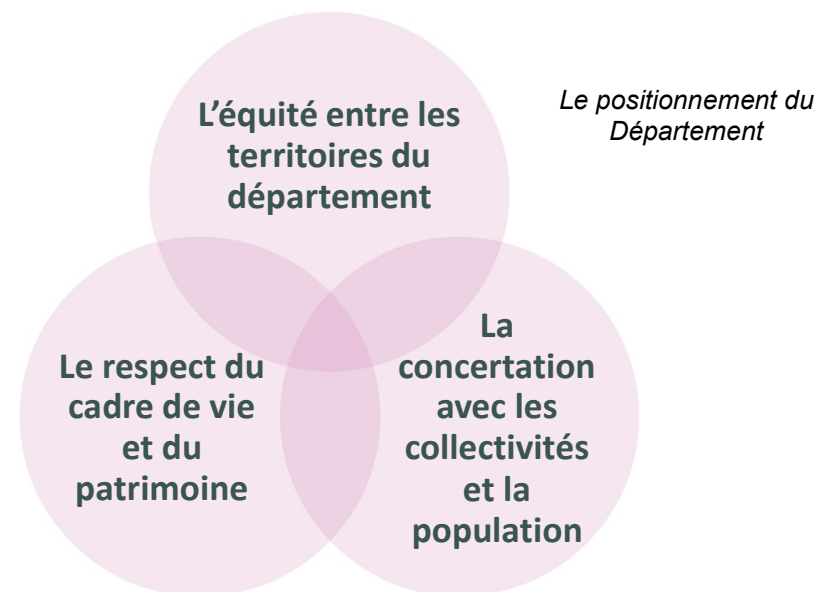 L’équité entre les
territoires du
département
Le positionnement du
Département
Le respect du
cadre de vie
et du
patrimoine
La
concertation
avec les
collectivités
et la
population